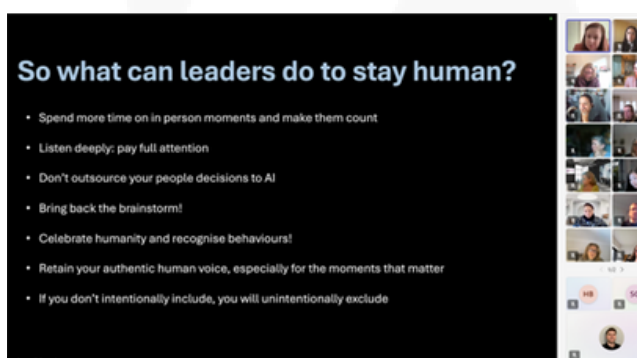 So what can leaders do to stay human?
• Spend more time on in person moments and make them count
• Listen deeply: pay full attention
• Don't outsource your people decisions to AI
• Bring back the brainstorm!
• Celebrate humanity and recognise behaviours!
• Retain your authentic human voice, especially for the moments that matter
• If you don't intentionally include, you will unintentionally exclude
HB